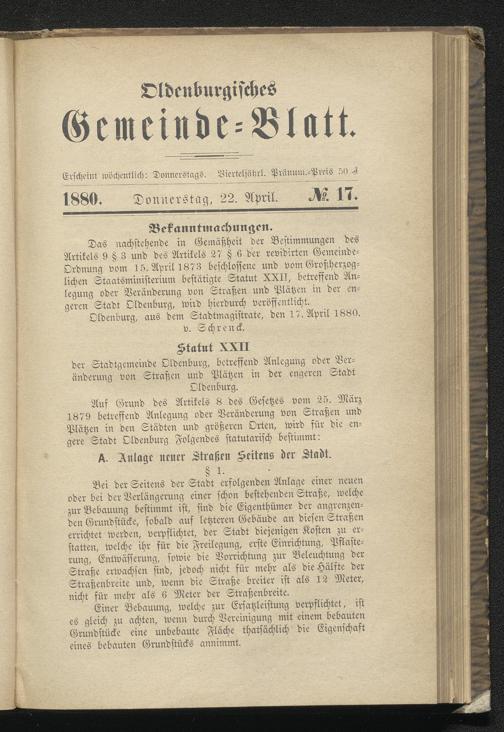 Oldenburgisches
Gemeinde-Blatt.
Erscheint wöchentlich: Donnerstags. Vierteljährl. Pränum.-Preis 50 ₰
1880. Donnerstag, 22. April. № 17.
Bekanntmachungen.
Das nachstehende in Gemäßheit der Bestimmungen des
Artikels 9 § 3 und des Artikels 27 § 6 der revidirten Gemeinde-
Ordnung vom 15. April 1873 beschlossene und vom Großherzog-
lichen Staatsministerium bestätigte Statut XXII, betreffend An-
legung oder Veränderung von Straßen und Plätzen in der en-
geren Stadt Oldenburg, wird hierdurch veröffentlicht.
Oldenburg, aus dem Stadtmagistrate, den 17. April 1880.
v. Schrenck.
Statut XXII
der Stadtgemeinde Oldenburg, betreffend Anlegung oder Ver-
änderung von Straßen und Plätzen in der engeren Stadt
Oldenburg.
Auf Grund des Artikels 8 des Gesetzes vom 25. März
1879 betreffend Anlegung oder Veränderung von Straßen und
Plätzen in den Städten und größeren Orten, wird für die en-
gere Stadt Oldenburg Folgendes statutarisch bestimmt:
A. Anlage neuer Straßen Seitens der Stadt.
§ 1.
Bei der Seitens der Stadt erfolgenden Anlage einer neuen
oder bei der Verlängerung einer schon bestehenden Straße, welche
zur Bebauung bestimmt ist, sind die Eigenthümer der angrenzen-
den Grundstücke, sobald auf letzteren Gebäude an diesen Straßen
errichtet werden, verpflichtet, der Stadt diejenigen Kosten zu er-
statten, welche ihr für die Freilegung, erste Einrichtung, Pflaste-
rung, Entwässerung, sowie die Vorrichtung zur Beleuchtung der
Straße erwachsen sind, jedoch nicht für mehr als die Hälfte der
Straßenbreite und, wenn die Straße breiter ist als 12 Meter,
nicht für mehr als 6 Meter der Straßenbreite.
Einer Bebauung, welche zur Ersatzleistung verpflichtet, ist
es gleich zu achten, wenn durch Vereinigung mit einem bebauten
Grundstücke eine unbebaute Fläche thatsächlich die Eigenschaft
eines bebauten Grundstücks annimmt.